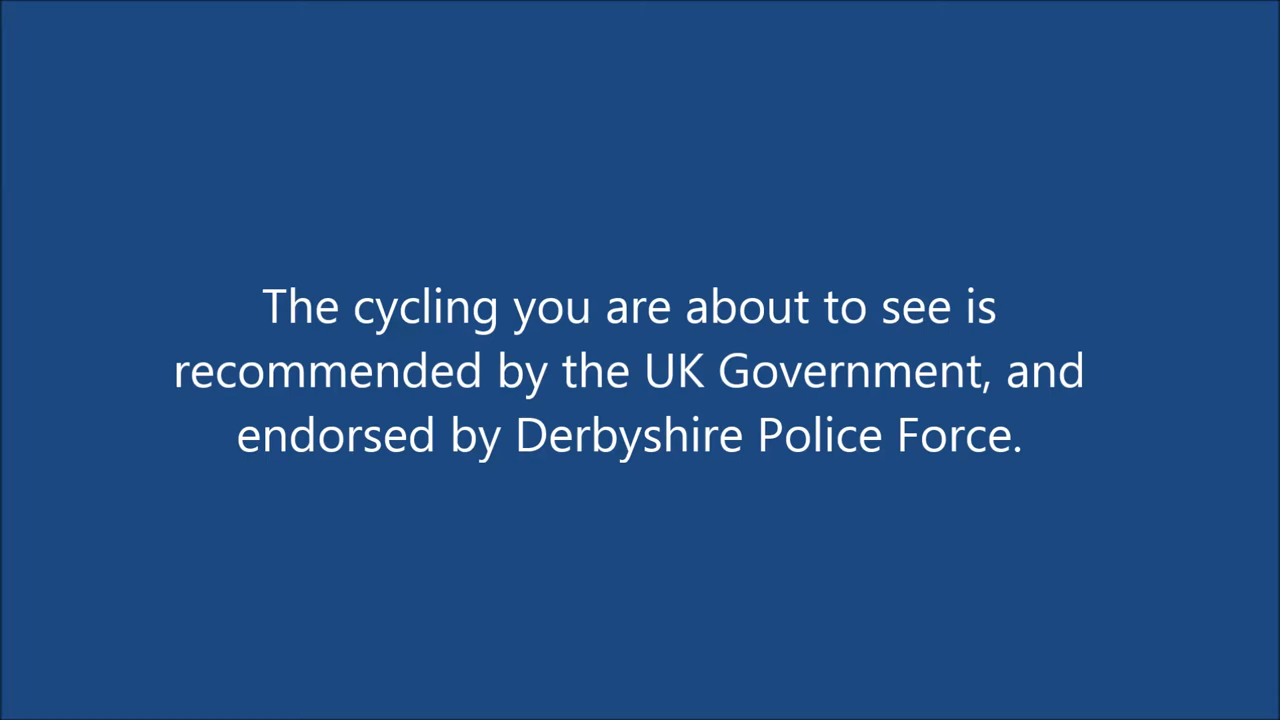 The cycling you are about to see is
recommended by the UK Government, and
endorsed by Derbyshire Police Force.